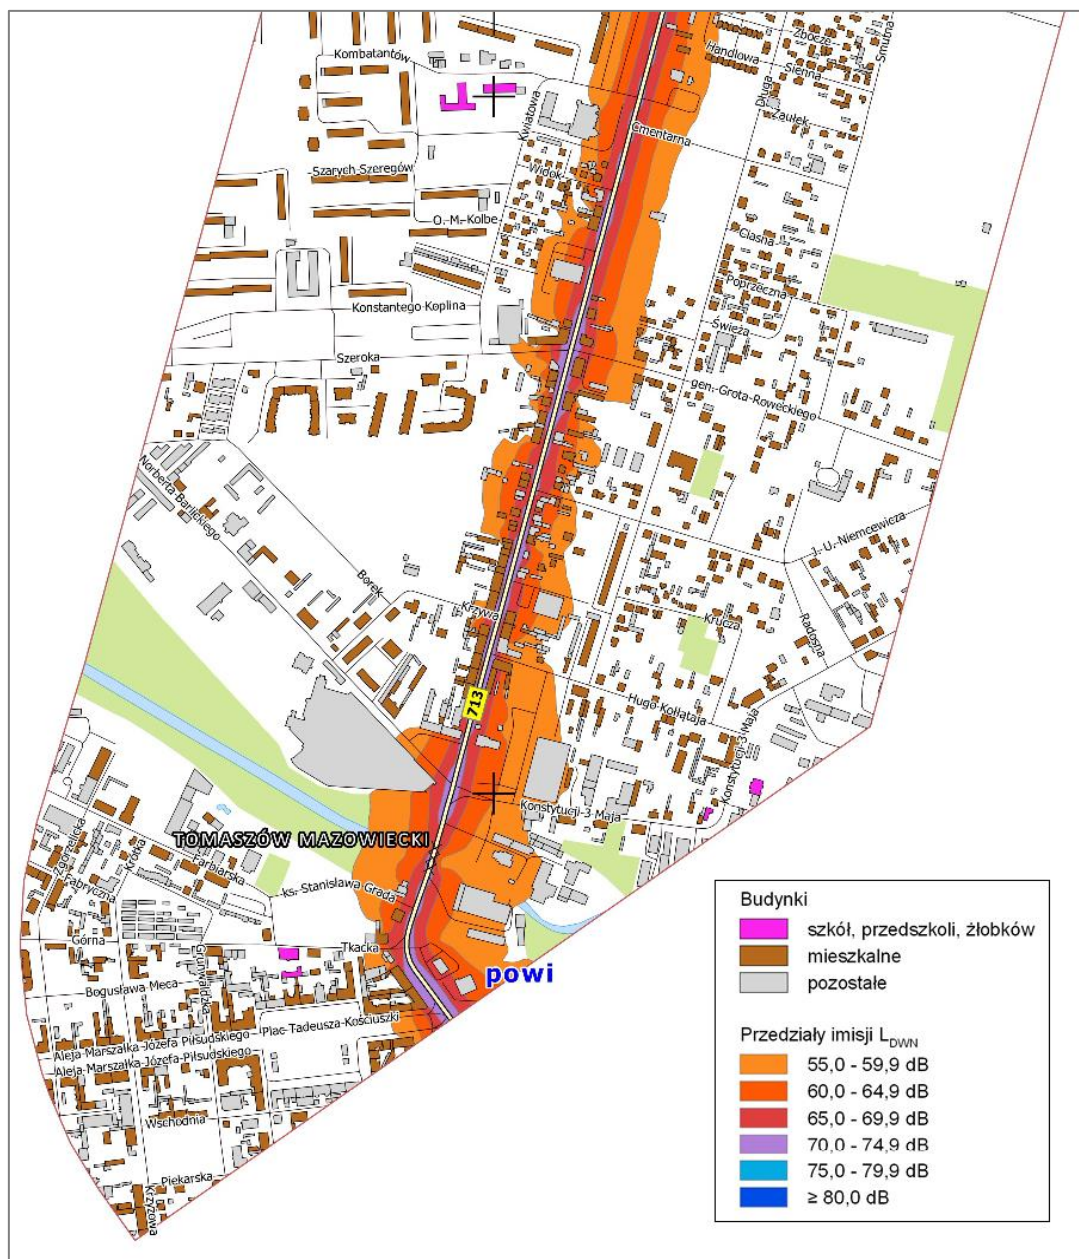 Zbocze
Smutna
Handlowa
Sienna
Kombatantów
Długa
Zaułek
Kwiatowa
Cmentarna
Widok
Szarych Szeregów
O. M. Kolbe
Ciasna
Poprzeczna
Konstantego Koplina
Świeża
Szeroka
gen. Grota-Roweckiego
Norberta Barlickiego
J. U. Niemcewicza
Borek
Krzywa
Krucza
Radosna
713
Hugo Kołłątaja
Konstytucji 3 Maja
Konstytucji 3 Maja
TOMASZÓW MAZOWIECKI
Zgorzelicka
Krótka
Farbiarska
Fabryczna
ks. Stanisława Grada
Górna
Tkacka
Grunwaldzka
powi
Bogusława Meca
Plac Tadeusza Kościuszki
Aleja Marszałka Józefa Piłsudskiego
Aleja Marszałka Józefa Piłsudskiego
Wschodnia
Piekarska
Krzyżowa
Budynki
szkół, przedszkoli, żłobków
mieszkalne
pozostałe
Przedziały imisji LDWN
55,0 - 59,9 dB
60,0 - 64,9 dB
65,0 - 69,9 dB
70,0 - 74,9 dB
75,0 - 79,9 dB
≥ 80,0 dB